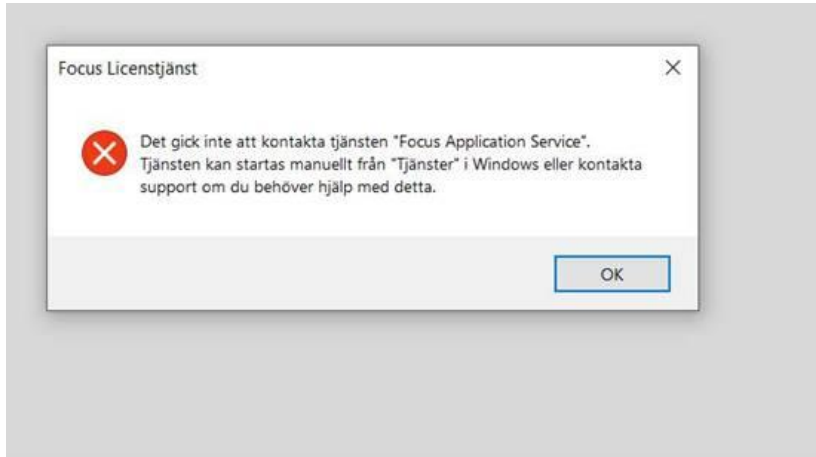 Focus Licenstjänst
Det gick inte att kontakta tjänsten "Focus Application Service".
Tjänsten kan startas manuellt från "Tjänster" i Windows eller kontakta
support om du behöver hjälp med detta.
OK